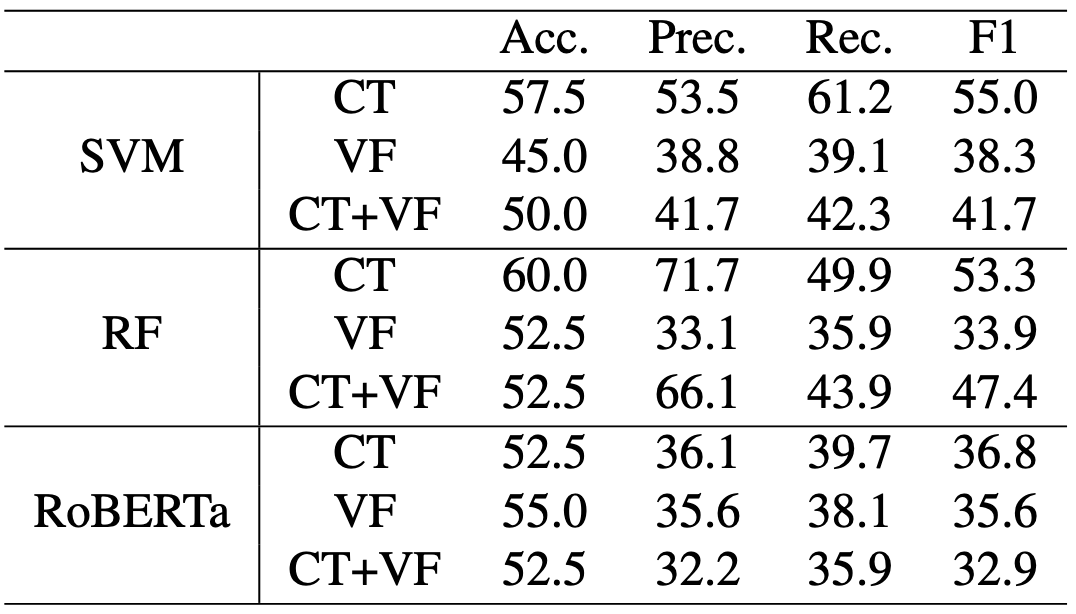 Acc. Prec. Rec. F1
CT 57.5 53.5 61.2 55.0
SVM VF 45.0 38.8 39.1 38.3
CT+VF 50.0 41.7 42.3 41.7
CT 60.0 71.7 49.9 53.3
RF VF 52.5 33.1 35.9 33.9
CT+VF 52.5 66.1 43.9 47.4
CT 52.5 36.1 39.7 36.8
RoBERTa VF 55.0 35.6 38.1 35.6
CT+VF 52.5 32.2 35.9 32.9